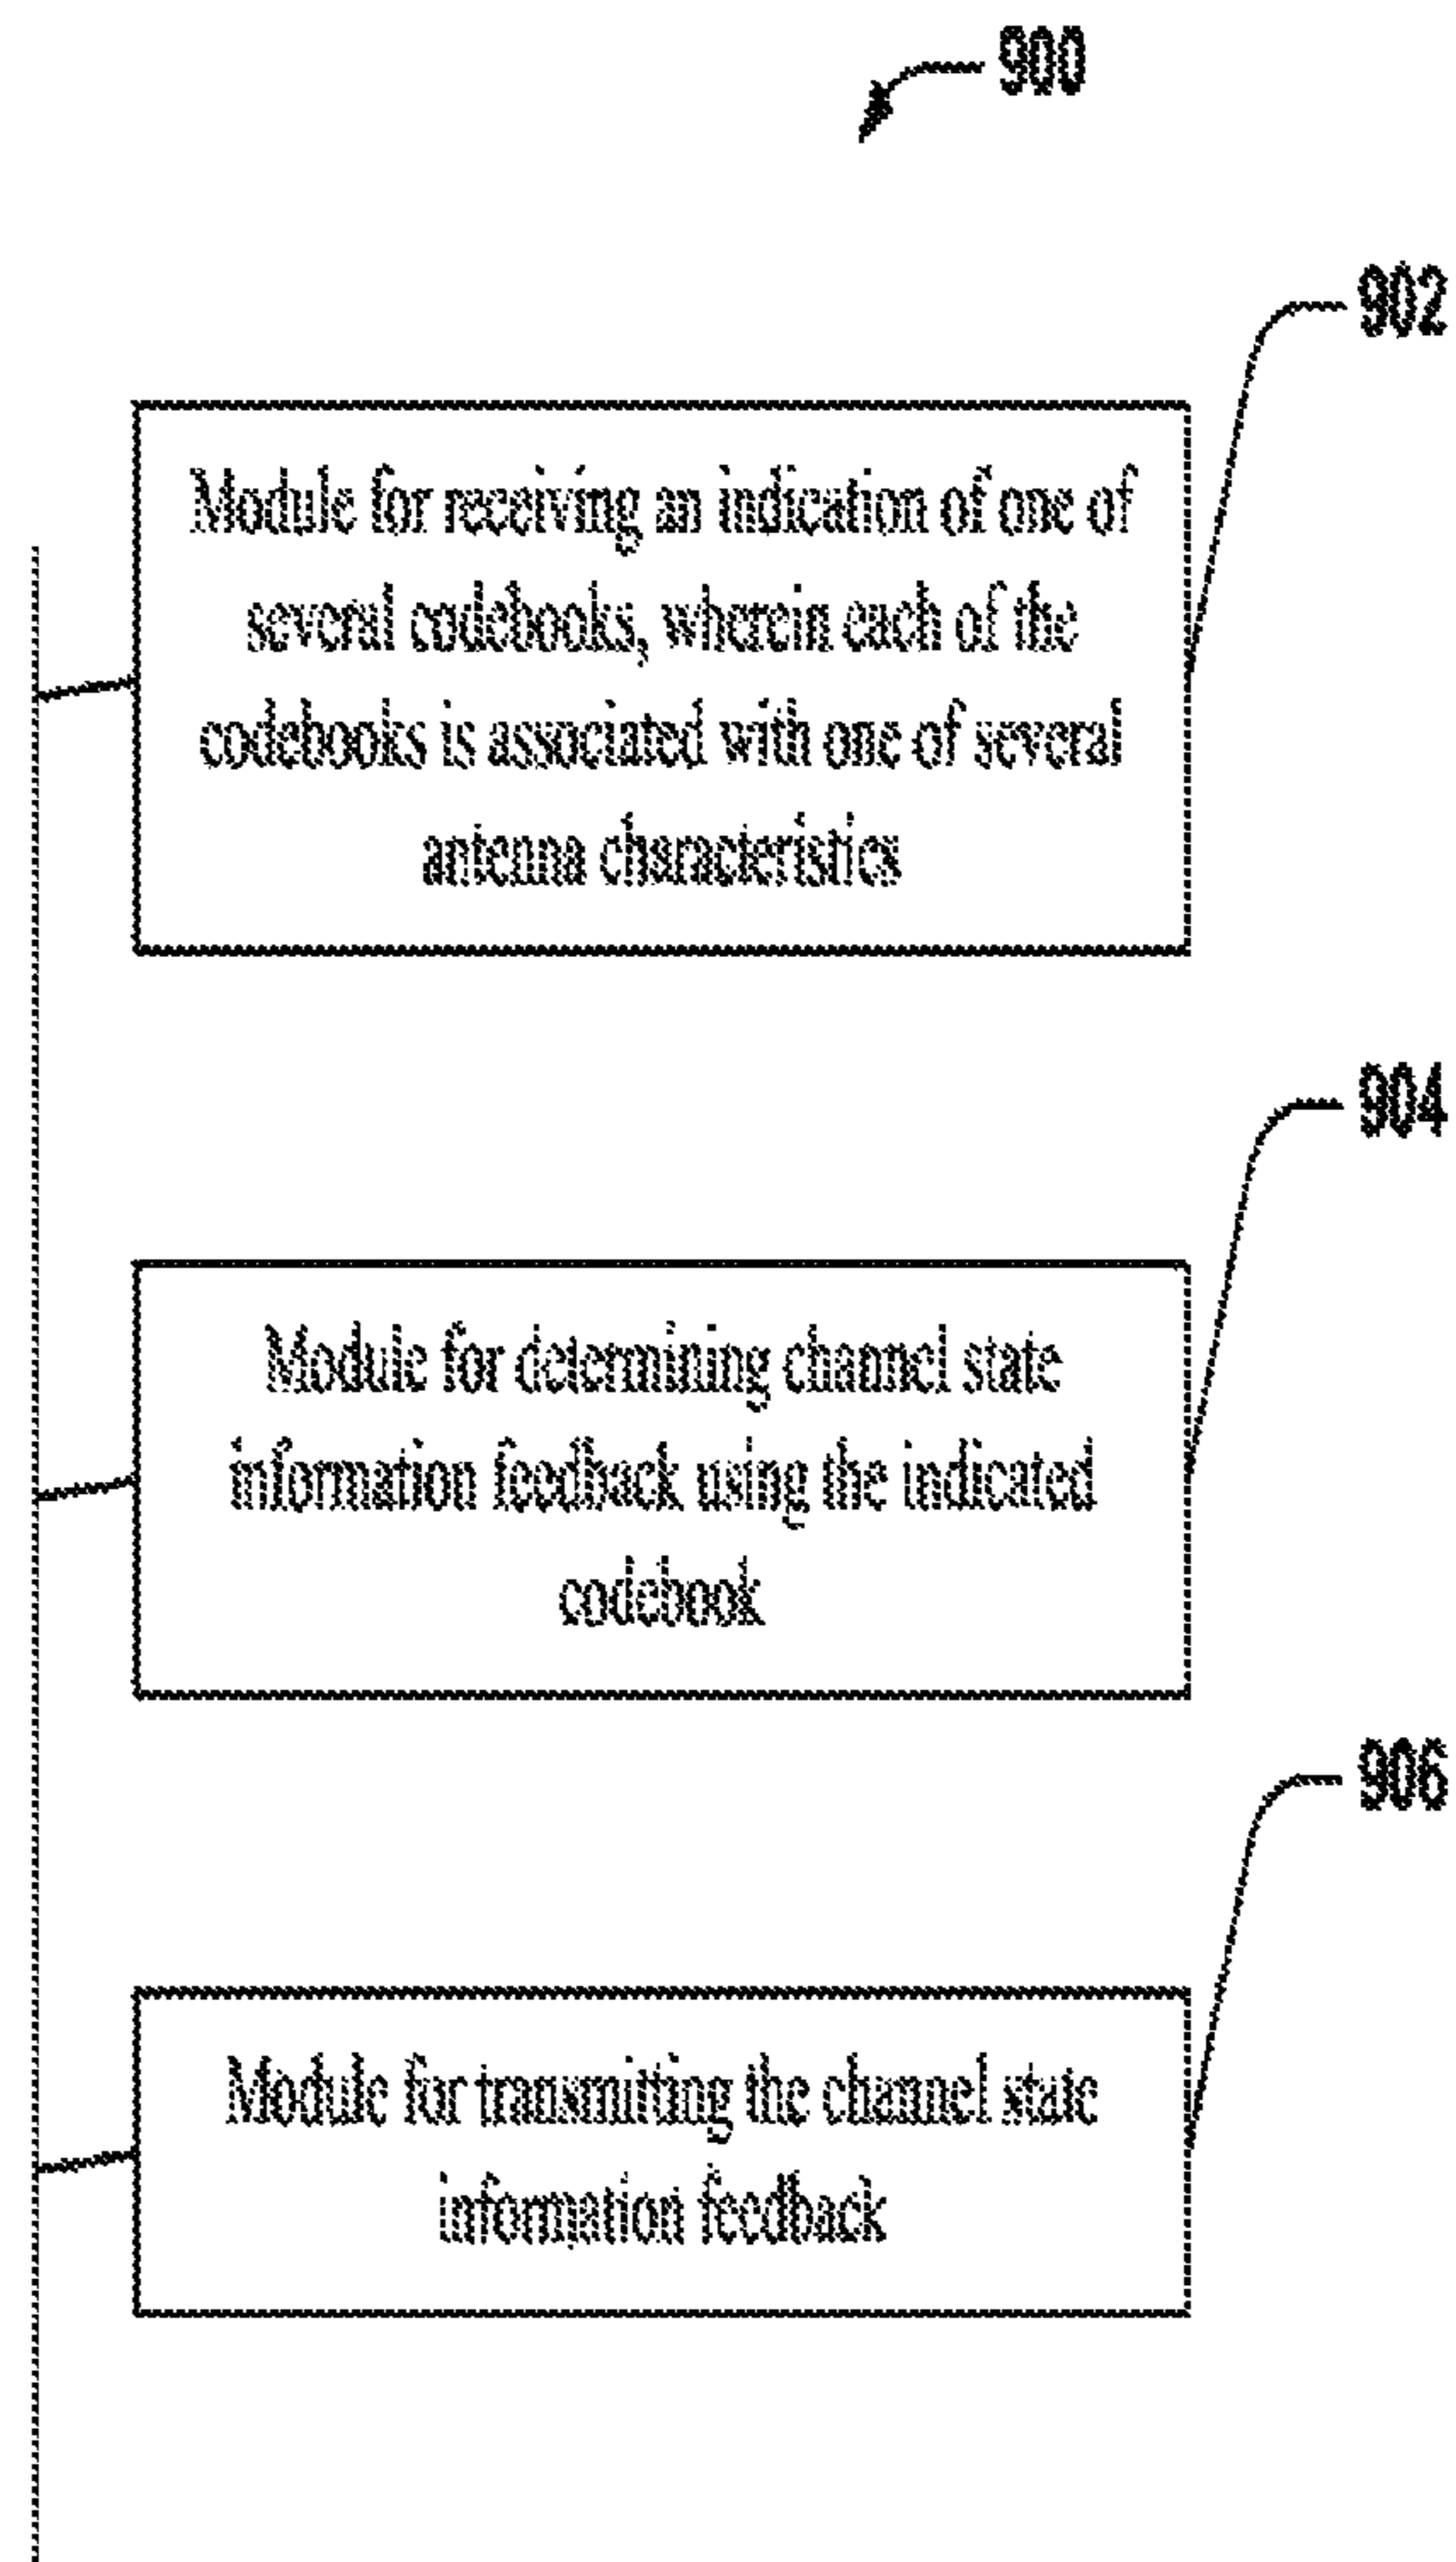 900
902
Module for receiving an indication of one of
several codebooks, wherein each of the
codebooks is associated with one of several
antenna characteristics
904
Module for determining channel state
information feedback using the indicated
codebook
906
Module for transmitting the channel state
information feedback